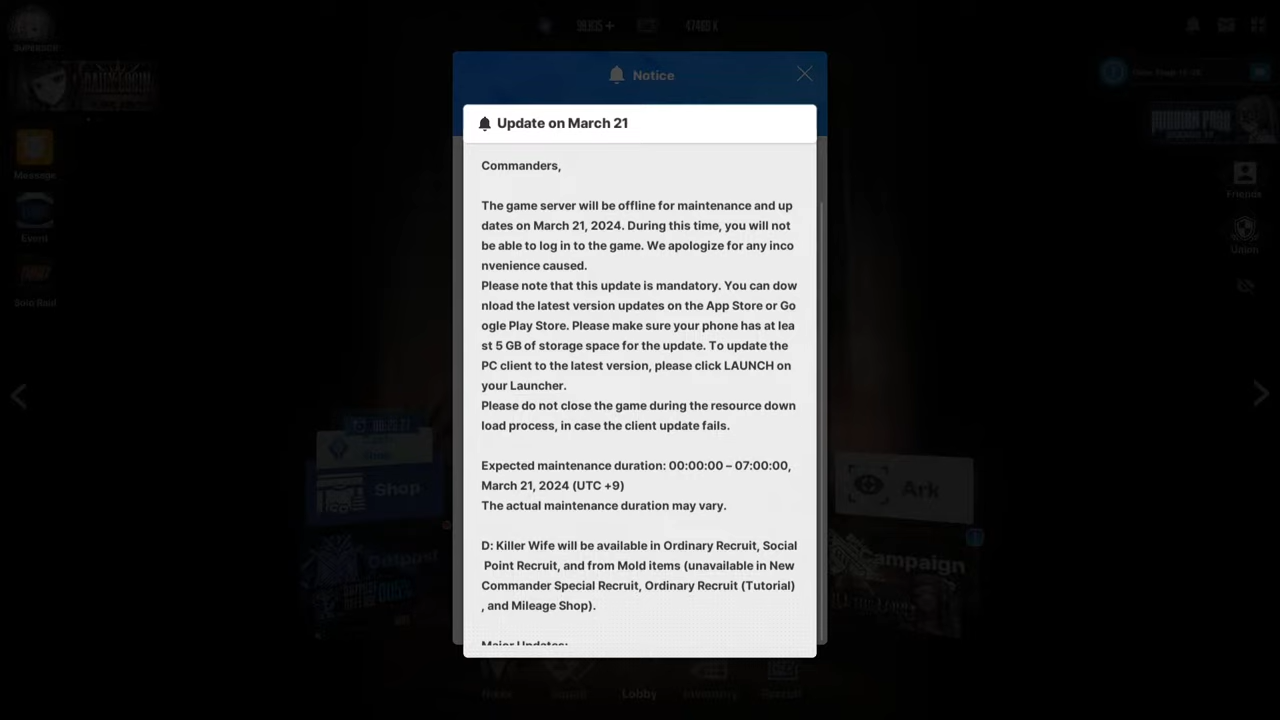 Notice
Update on March 21
Commanders,
The game server will be offline for maintenance and up
dates on March 21, 2024. During this time, you will not
be able to log in to the game. We apologize for any inco
nvenience caused.
Please note that this update is mandatory. You can dow
nload the latest version updates on the App Store or Go
ogle Play Store. Please make sure your phone has at lea
st 5 GB of storage space for the update. To update the
PC client to the latest version, please click LAUNCH on
your Launcher.
Please do not close the game during the resource down
load process, in case the client update fails.
Expected maintenance duration: 00:00:00 – 07:00:00,
March 21, 2024 (UTC +9)
The actual maintenance duration may vary.
D: Killer Wife will be available in Ordinary Recruit, Social
Point Recruit, and from Mold items (unavailable in New
Commander Special Recruit, Ordinary Recruit (Tutorial)
, and Mileage Shop).
Major Updates:
Message
Event
Solo Raid
Friends
Union
Shop
Ark
Outpost
Campaign
Nikke
Squad
Lobby
Inventory
Recruit